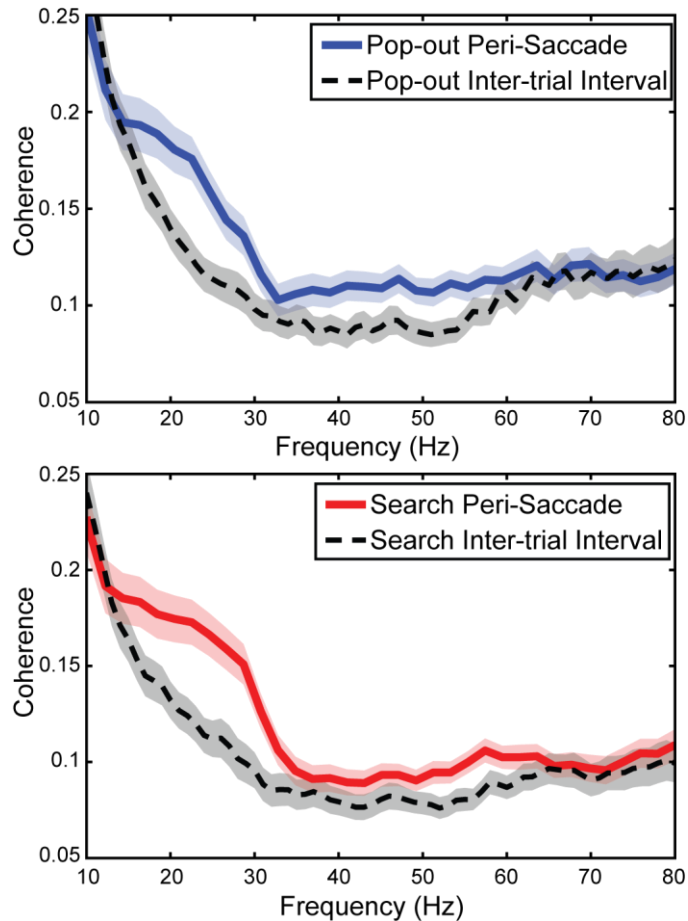 0.25
0.2
0.15
0.1
0.05
Coherence
Pop-out Peri-Saccade
Pop-out Inter-trial Interval
10 20 30 40 50 60 70 80
Frequency (Hz)
0.25
0.2
0.15
0.1
0.05
Coherence
Search Peri-Saccade
Search Inter-trial Interval
10 20 30 40 50 60 70 80
Frequency (Hz)